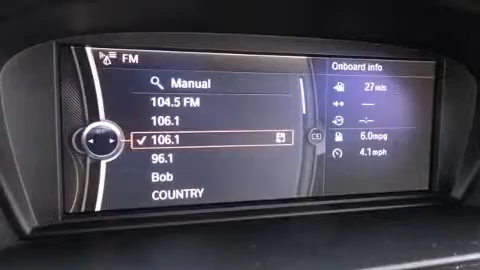 FM
Manual
104.5 FM
106.1
106.1
96.1
Bob
COUNTRY
Onboard info
27 mls
---
--:--
6.0mpg
4.1mph